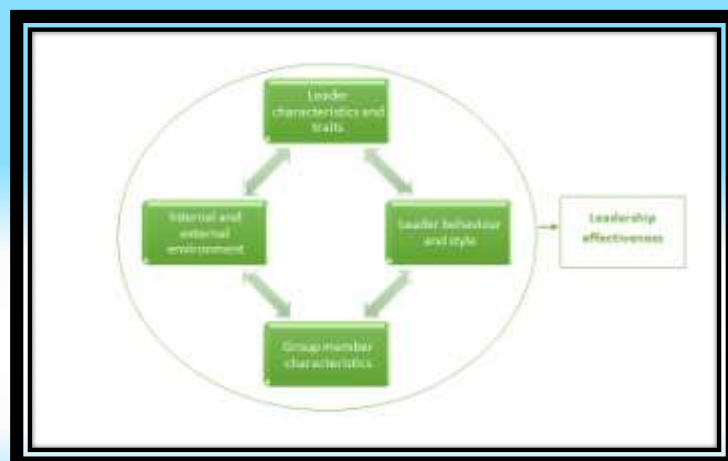 Leader
characteristics and
traits
Internal and
external
environment
Leader behaviour
and style
Group member
characteristics
Leadership
effectiveness